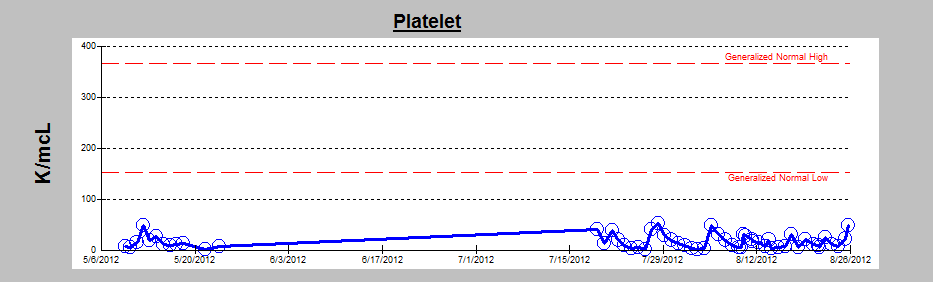 Platelet
K/mcL
400
Generalized Normal High
300
200
Generalized Normal Low
100
0
5/6/2012 5/20/2012 6/3/2012 6/17/2012 7/1/2012 7/15/2012 7/29/2012 8/12/2012 8/26/2012